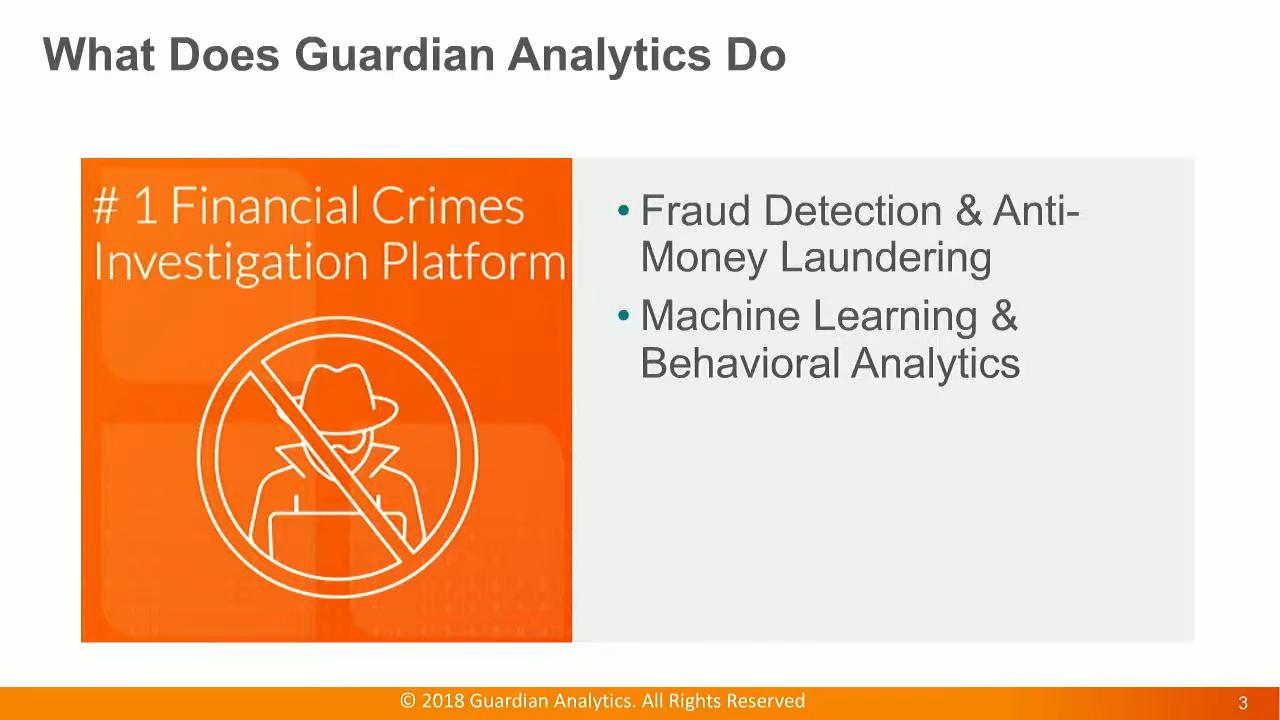 What Does Guardian Analytics Do
# 1 Financial Crimes
Investigation Platform
• Fraud Detection & Anti-
Money Laundering
• Machine Learning &
Behavioral Analytics
© 2018 Guardian Analytics. All Rights Reserved
3